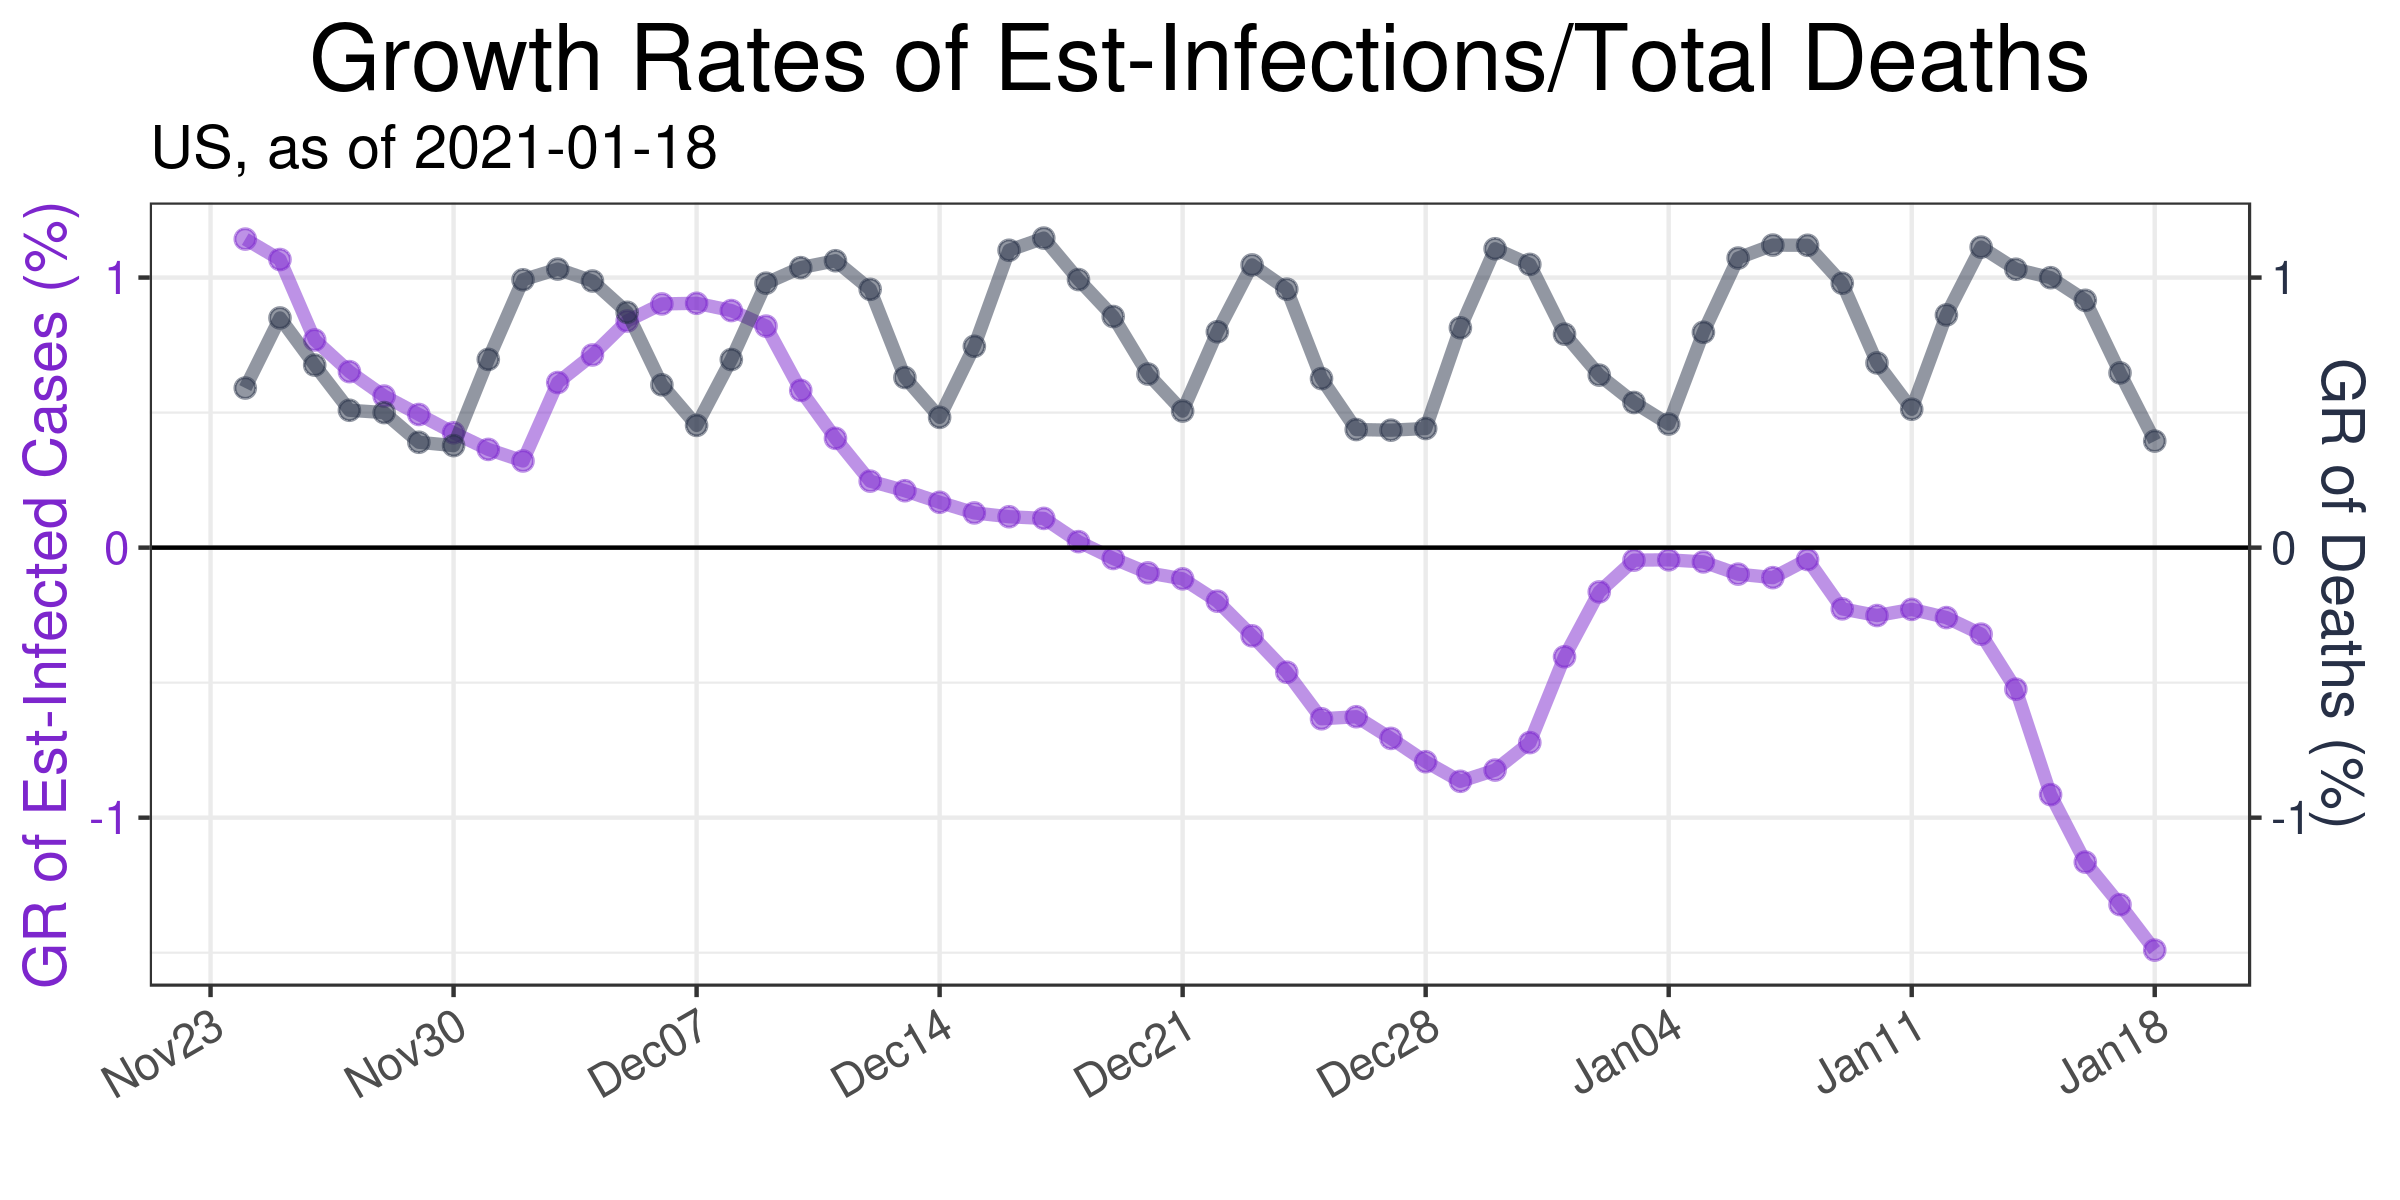 Growth Rates of Est-Infections/Total Deaths
US, as of 2021-01-18
GR of Est-Infected Cases (%)
1
0
-1
1
0
-1
GR of Deaths (%)
Nov23
Nov30
Dec07
Dec14
Dec21
Dec28
Jan04
Jan11
Jan18